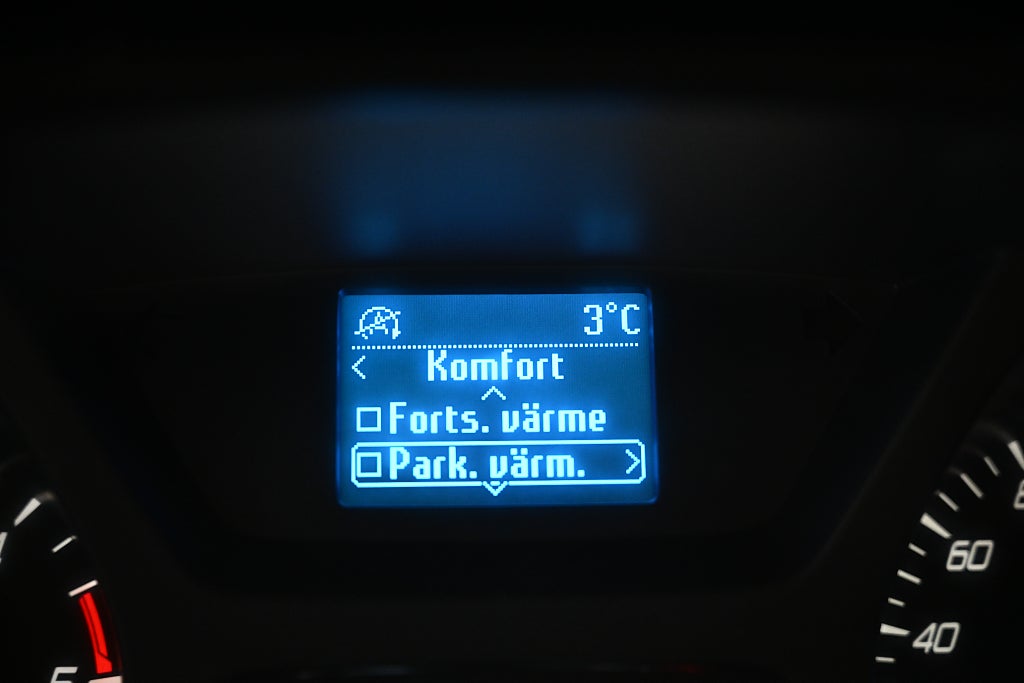 3°C
< Komfort
Forts. värme
Park. värm. >
60
40